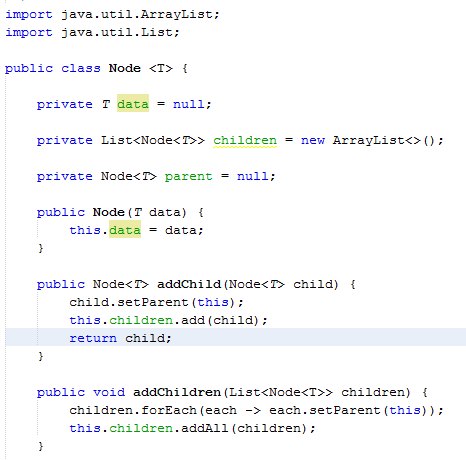 import java.util.ArrayList;
import java.util.List;
public class Node <T> {
private T data = null;
private List<Node<T>> children = new ArrayList<>();
private Node<T> parent = null;
public Node(T data) {
this.data = data;
}
public Node<T> addChild(Node<T> child) {
child.setParent(this);
this.children.add(child);
return child;
}
public void addChildren(List<Node<T>> children) {
children.forEach(each -> each.setParent(this));
this.children.addAll(children);
}